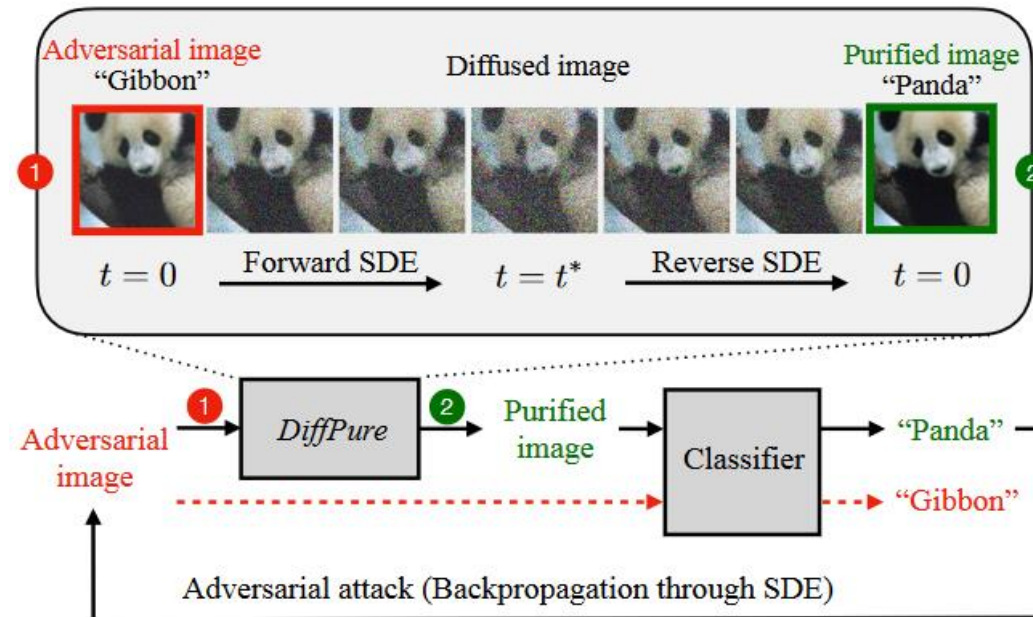 Adversarial image
"Gibbon"
Diffused image
Purified image
"Panda"
1
2
t = 0
Forward SDE
t = t*
Reverse SDE
t = 0
1
2
Adversarial
image
DiffPure
Purified
image
Classifier
"Panda"
"Gibbon"
Adversarial attack (Backpropagation through SDE)